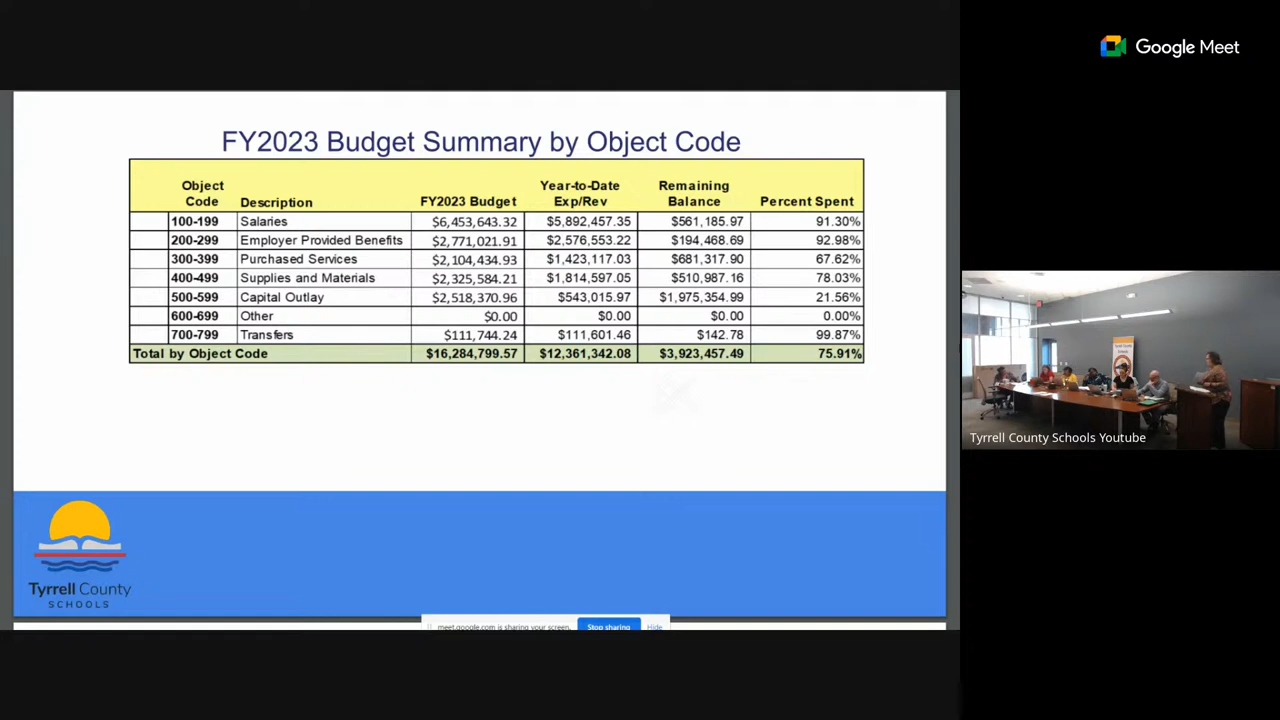 Google Meet
FY2023 Budget Summary by Object Code
Object Code Description FY2023 Budget Year-to-Date Exp/Rev Remaining Balance Percent Spent
100-199 Salaries $6,453,643.32 $5,892,457.35 $561,185.97 91.30%
200-299 Employer Provided Benefits $2,771,021.91 $2,576,553.22 $194,468.69 92.98%
300-399 Purchased Services $2,104,434.93 $1,423,117.03 $681,317.90 67.62%
400-499 Supplies and Materials $2,325,584.21 $1,814,597.05 $510,987.16 78.03%
500-599 Capital Outlay $2,518,370.96 $543,015.97 $1,975,354.99 21.56%
600-699 Other $0.00 $0.00 $0.00 0.00%
700-799 Transfers $111,744.24 $111,601.46 $142.78 99.87%
Total by Object Code $16,284,799.57 $12,361,342.08 $3,923,457.49 75.91%
Tyrrell County Schools Youtube
Tyrrell County
SCHOOLS
meet.google.com is sharing your screen. Stop sharing Hide